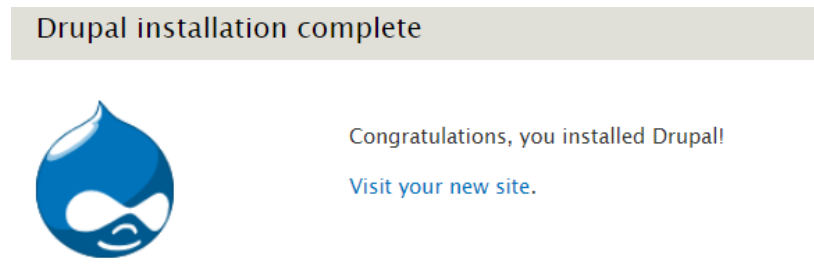 Drupal installation complete
Congratulations, you installed Drupal!
Visit your new site.